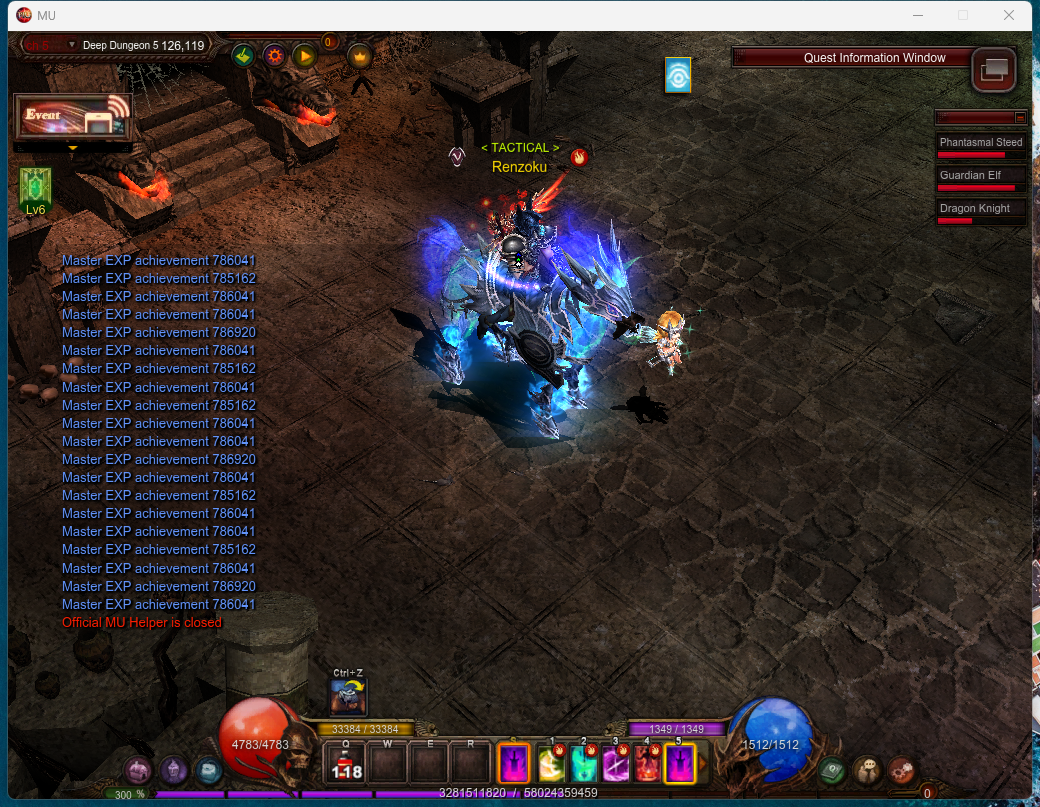 MU
Deep Dungeon 5 126,119
0
Quest Information Window
Event
Phantasmal Steed
< TACTICAL >
Renzoku
Guardian Elf
Lv6
Dragon Knight
Master EXP achievement 786041
Master EXP achievement 785162
Master EXP achievement 786041
Master EXP achievement 786041
Master EXP achievement 786920
Master EXP achievement 786041
Master EXP achievement 785162
Master EXP achievement 786041
Master EXP achievement 785162
Master EXP achievement 786041
Master EXP achievement 786041
Master EXP achievement 786920
Master EXP achievement 786041
Master EXP achievement 785162
Master EXP achievement 786041
Master EXP achievement 786041
Master EXP achievement 785162
Master EXP achievement 786041
Master EXP achievement 786920
Master EXP achievement 786041
Official MU Helper is closed
Ctrl+Z
33384 / 33384
1349 / 1349
4783/4783
Q W E R
1 2 3 4 5
1512/1512
118
300 %
3281511820 / 58024359459
0